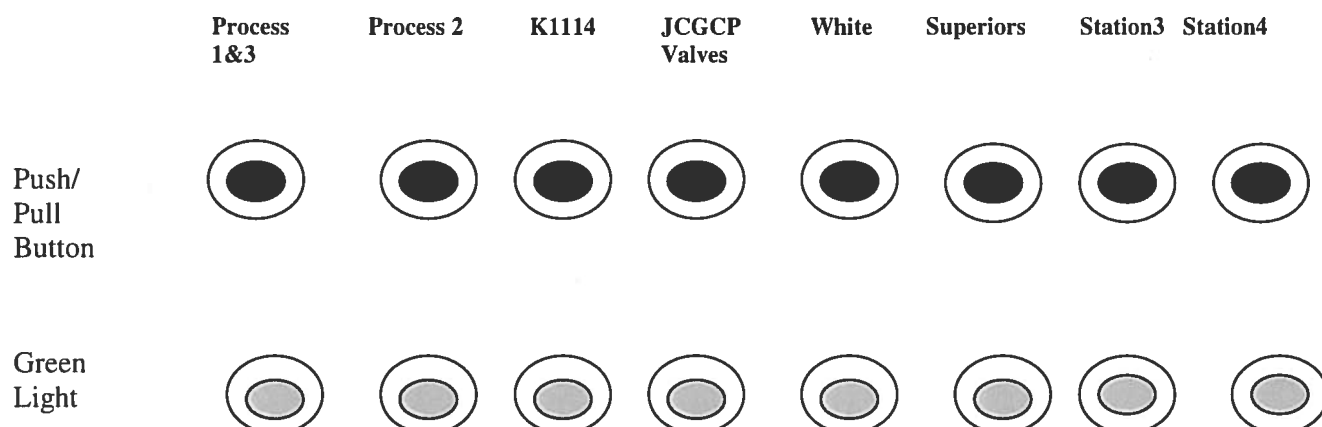 Process Process 2 K1114 JCGCP White Superiors Station3 Station4
1&3 Valves
Push/
Pull
Button
Green
Light